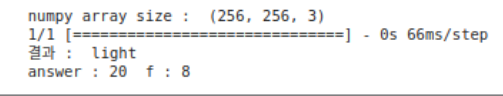 numpy array size :  (256, 256, 3)
1/1 [==============================] - 0s 66ms/step
결과 :  light
answer : 20  f : 8